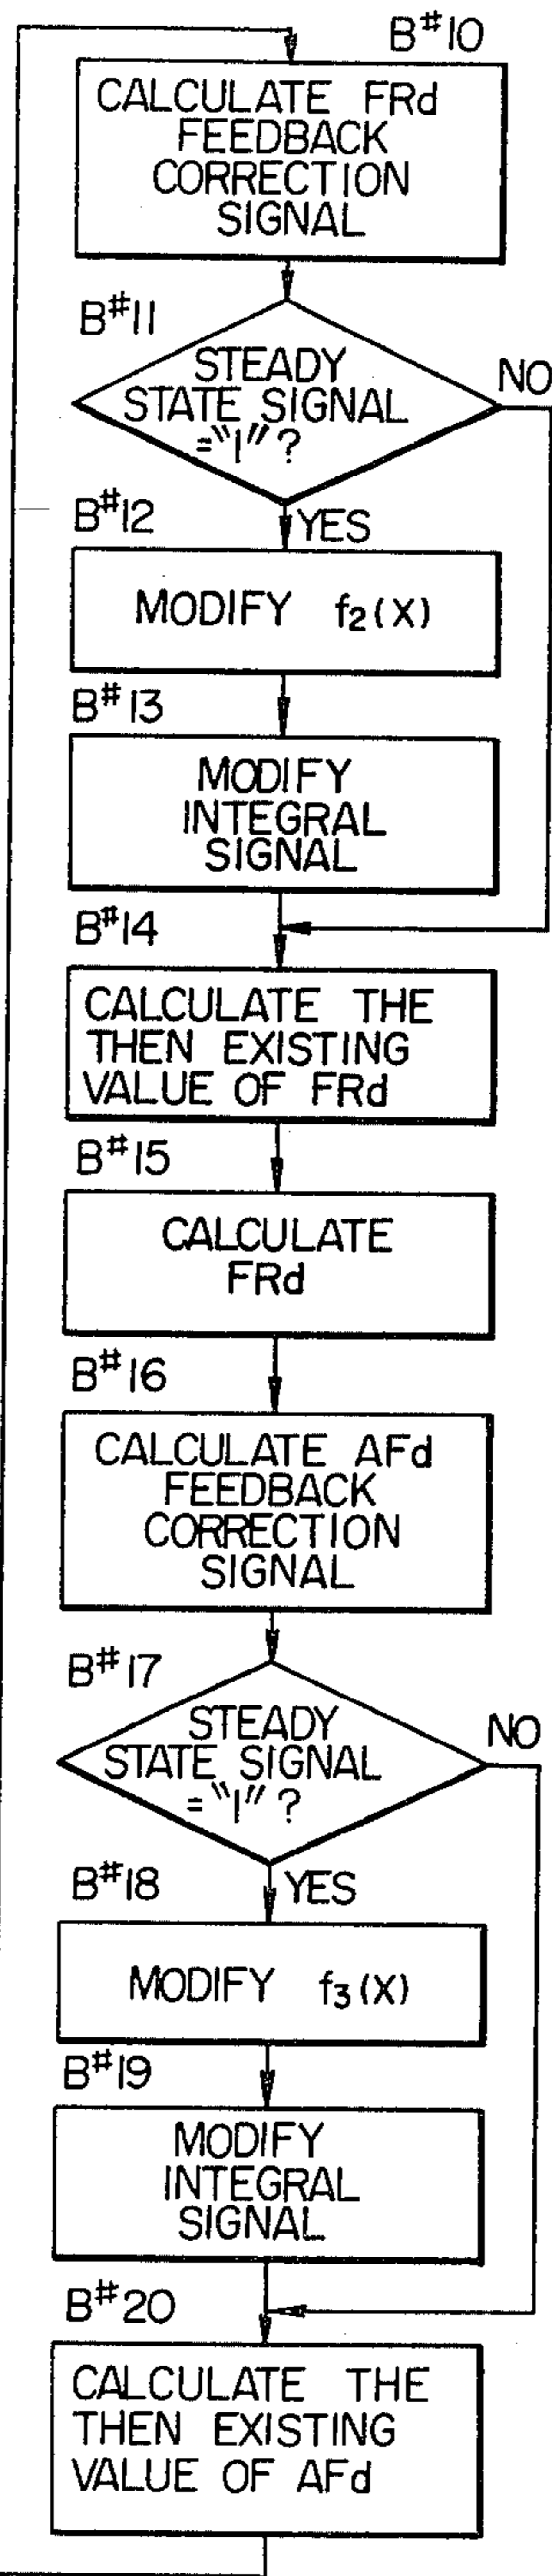 B#10
CALCULATE FRd
FEEDBACK
CORRECTION
SIGNAL
B#11
STEADY
STATE SIGNAL
="1"?
NO
B#12
YES
MODIFY f2(X)
B#13
MODIFY
INTEGRAL
SIGNAL
B#14
CALCULATE THE
THEN EXISTING
VALUE OF FRd
B#15
CALCULATE
FRd
B#16
CALCULATE AFd
FEEDBACK
CORRECTION
SIGNAL
B#17
STEADY
STATE SIGNAL
="1"?
NO
B#18
YES
MODIFY f3(X)
B#19
MODIFY
INTEGRAL
SIGNAL
B#20
CALCULATE THE
THEN EXISTING
VALUE OF AFd